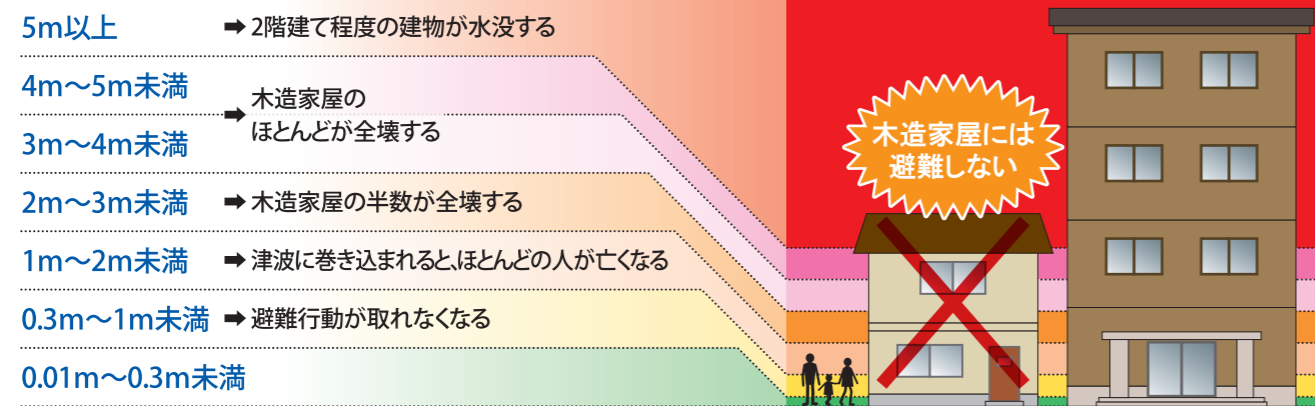 5m以上 ➡ 2階建て程度の建物が水没する
4m～5m未満
➡ 木造家屋の
ほとんどが全壊する
3m～4m未満
2m～3m未満 ➡ 木造家屋の半数が全壊する
1m～2m未満 ➡ 津波に巻き込まれると、ほとんどの人が亡くなる
0.3m～1m未満 ➡ 避難行動が取れなくなる
0.01m～0.3m未満
木造家屋には
避難しない